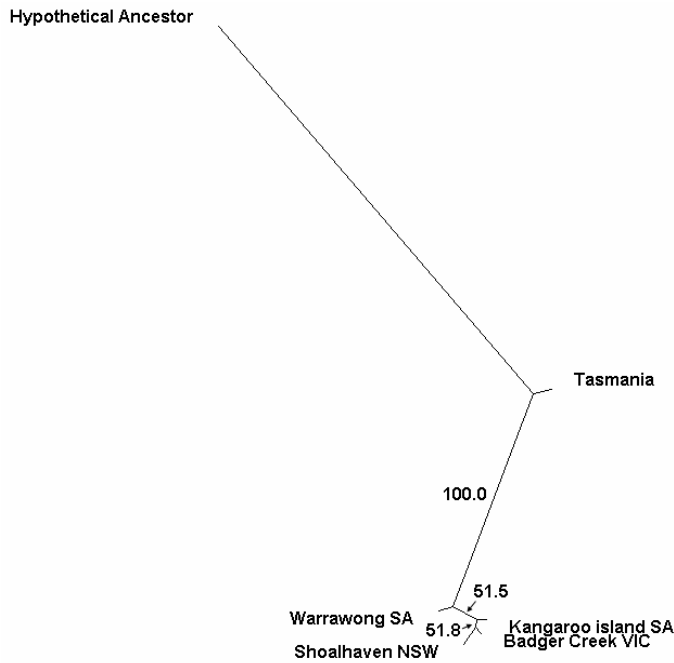 Hypothetical Ancestor
Tasmania
100.0
51.5
Warrawong SA
51.8
Kangaroo island SA
Badger Creek VIC
Shoalhaven NSW